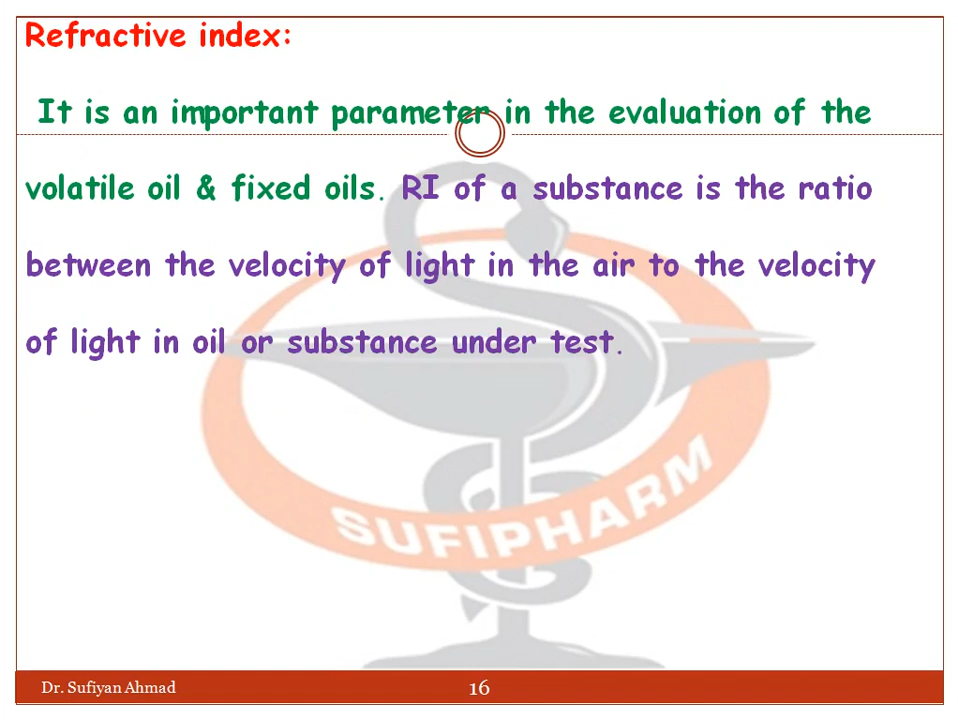 Refractive index:
It is an important parameter in the evaluation of the
volatile oil & fixed oils. RI of a substance is the ratio
between the velocity of light in the air to the velocity
of light in oil or substance under test.
SUFIPHARM
Dr. Sufiyan Ahmad
16